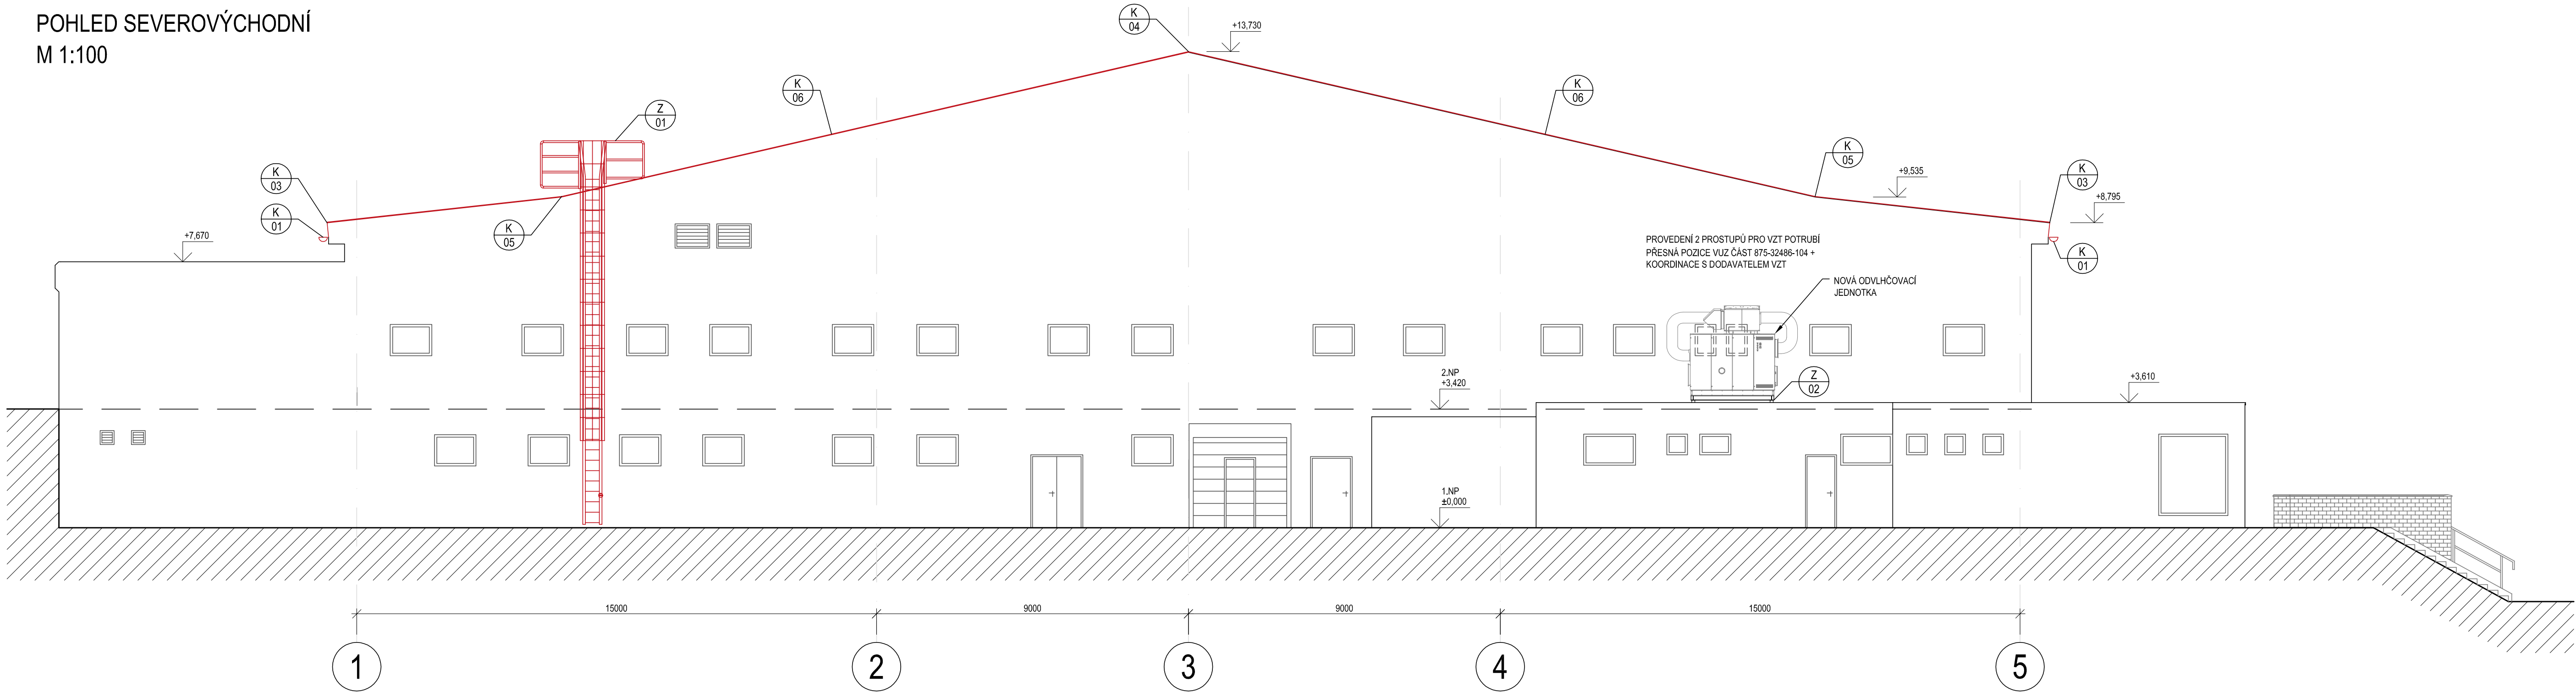 POHLED SEVEROVÝCHODNÍ
M 1:100
K
04
+13,730
K
06
K
06
Z
01
K
05
K
03
+9,535
K
03
K
01
+8,795
+7,670
K
05
PROVEDENÍ 2 PROSTUPŮ PRO VZT POTRUBÍ
PŘESNÁ POZICE VUZ ČÁST 875-32486-104 +
KOORDINACE S DODAVATELEM VZT
K
01
NOVÁ ODVLHČOVACÍ
JEDNOTKA
2.NP
+3,420
Z
02
+3,610
1.NP
±0,000
15000
9000
9000
15000
1
2
3
4
5